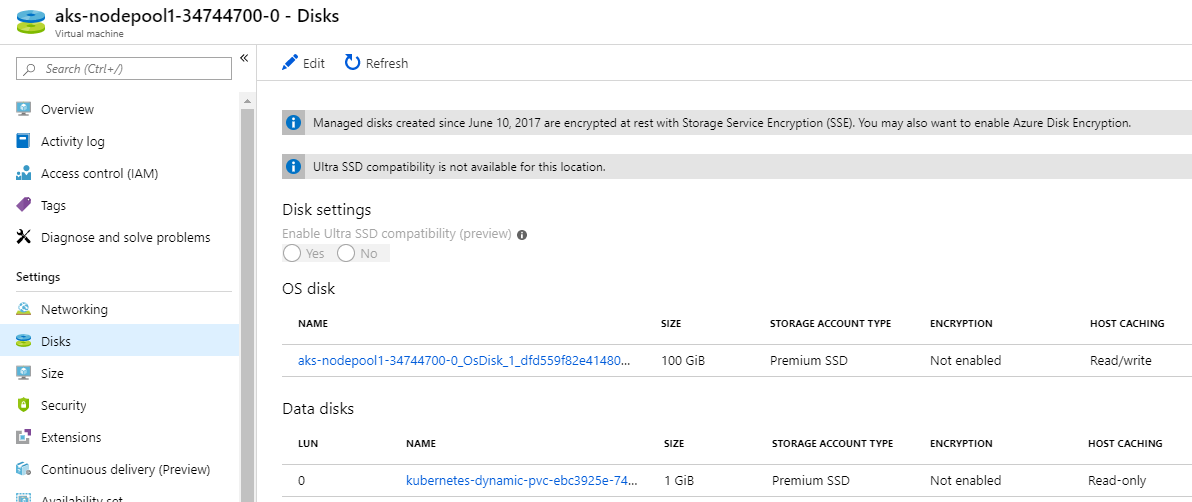 aks-nodepool1-34744700-0 - Disks
Virtual machine
Search (Ctrl+/)
«
Overview
Activity log
Access control (IAM)
Tags
Diagnose and solve problems
Settings
Networking
Disks
Size
Security
Extensions
Continuous delivery (Preview)
Availability set
Edit Refresh
Managed disks created since June 10, 2017 are encrypted at rest with Storage Service Encryption (SSE). You may also want to enable Azure Disk Encryption.
Ultra SSD compatibility is not available for this location.
Disk settings
Enable Ultra SSD compatibility (preview)
Yes No
OS disk
NAME SIZE STORAGE ACCOUNT TYPE ENCRYPTION HOST CACHING
aks-nodepool1-34744700-0_OsDisk_1_dfd559f82e41480... 100 GiB Premium SSD Not enabled Read/write
Data disks
LUN NAME SIZE STORAGE ACCOUNT TYPE ENCRYPTION HOST CACHING
0 kubernetes-dynamic-pvc-ebc3925e-74... 1 GiB Premium SSD Not enabled Read-only